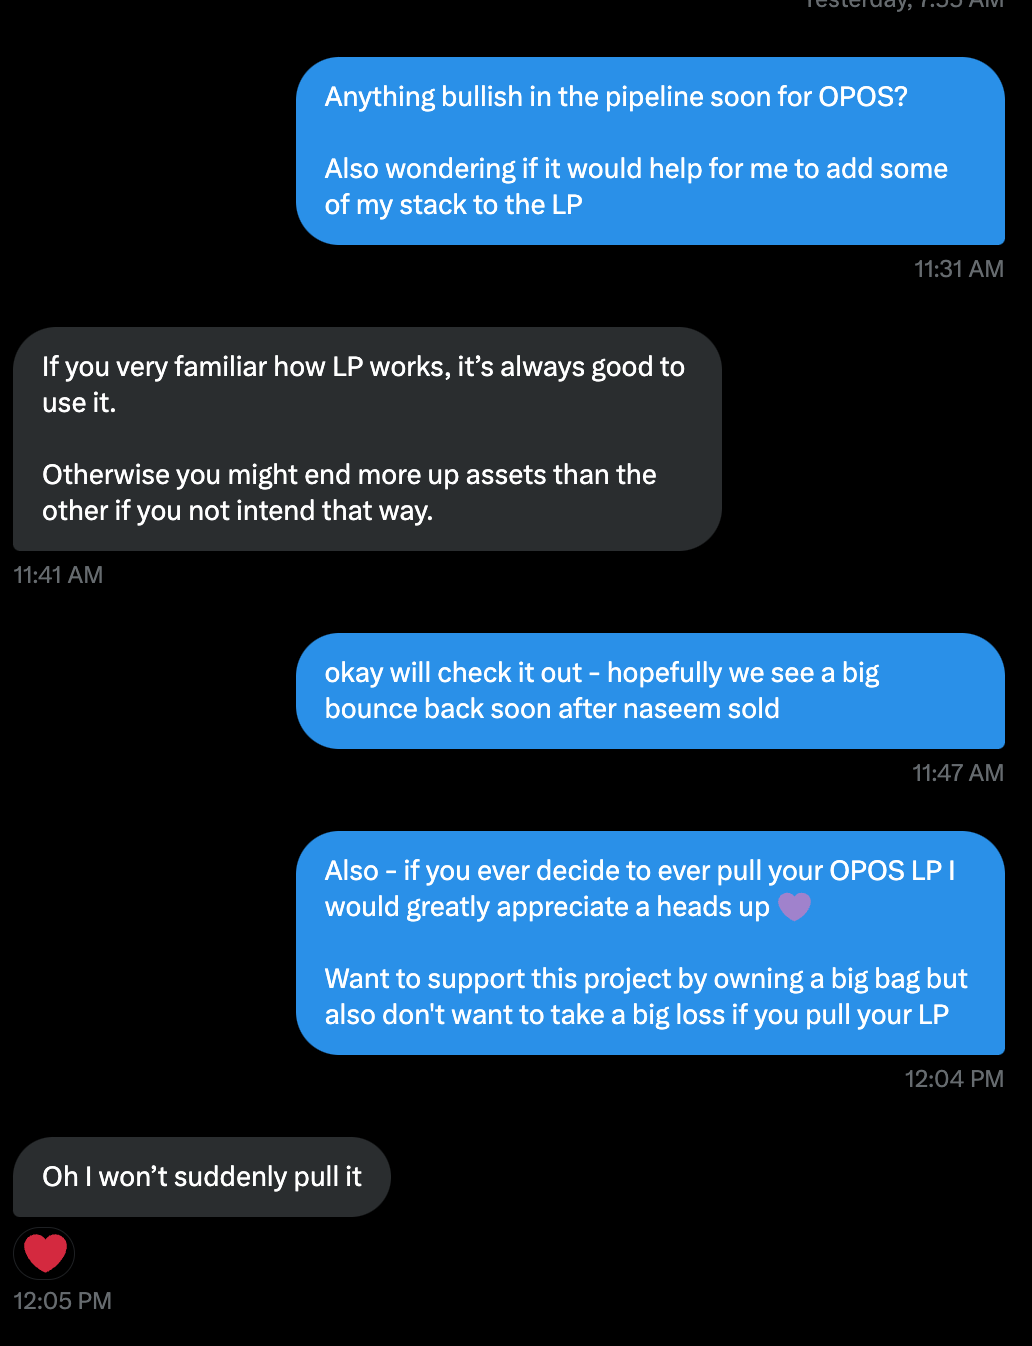 Yesterday, 7:55 AM
Anything bullish in the pipeline soon for OPOS?
Also wondering if it would help for me to add some
of my stack to the LP
11:31 AM
If you very familiar how LP works, it’s always good to
use it.
Otherwise you might end more up assets than the
other if you not intend that way.
11:41 AM
okay will check it out - hopefully we see a big
bounce back soon after naseem sold
11:47 AM
Also - if you ever decide to ever pull your OPOS LP I
would greatly appreciate a heads up 💜
Want to support this project by owning a big bag but
also don't want to take a big loss if you pull your LP
12:04 PM
Oh I won’t suddenly pull it
❤️
12:05 PM